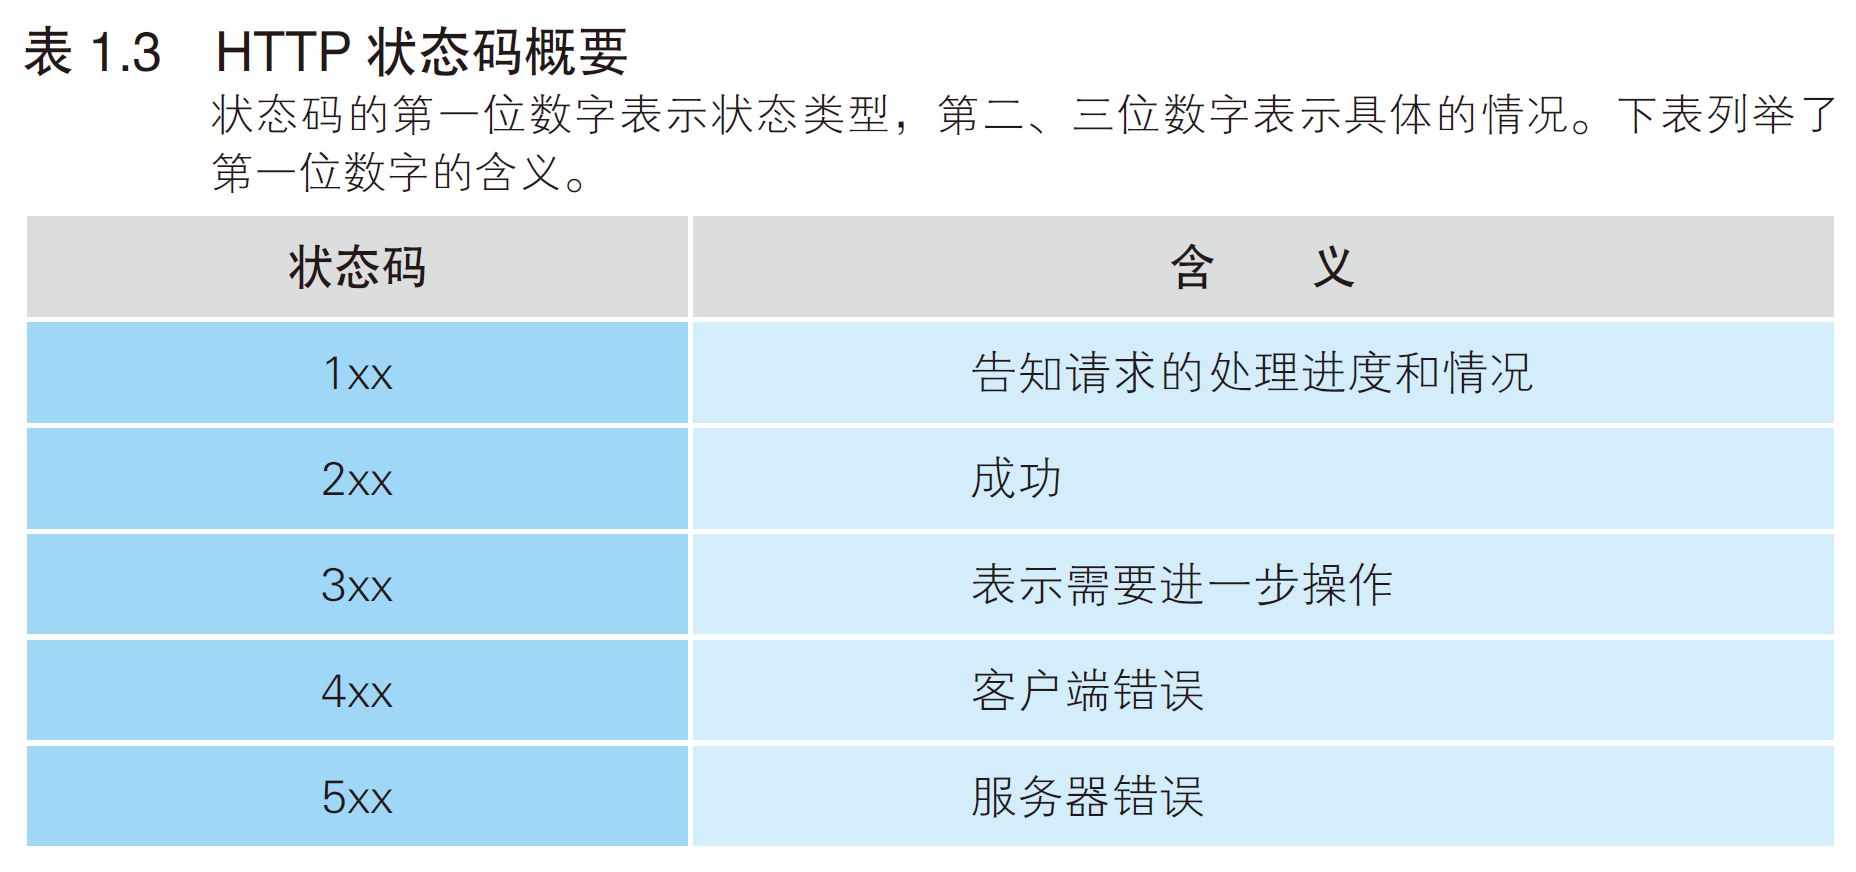 表 1.3 HTTP 状态码概要
状态码的第一位数字表示状态类型，第二、三位数字表示具体的情况。下表列举了
第一位数字的含义。
状态码 含 义
1xx 告知请求的处理进度和情况
2xx 成功
3xx 表示需要进一步操作
4xx 客户端错误
5xx 服务器错误